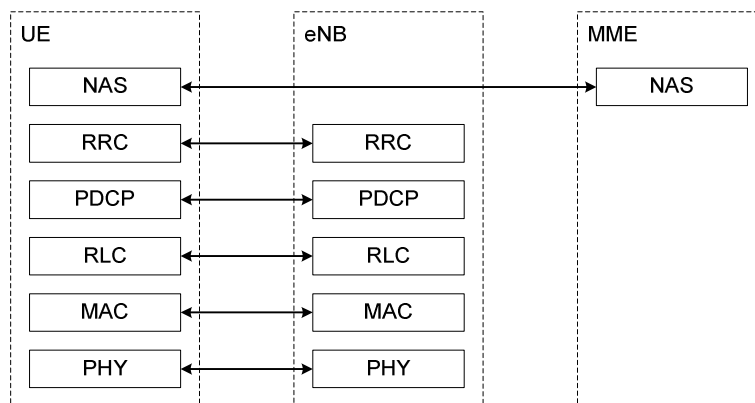 UE eNB MME
NAS NAS
RRC RRC
PDCP PDCP
RLC RLC
MAC MAC
PHY PHY